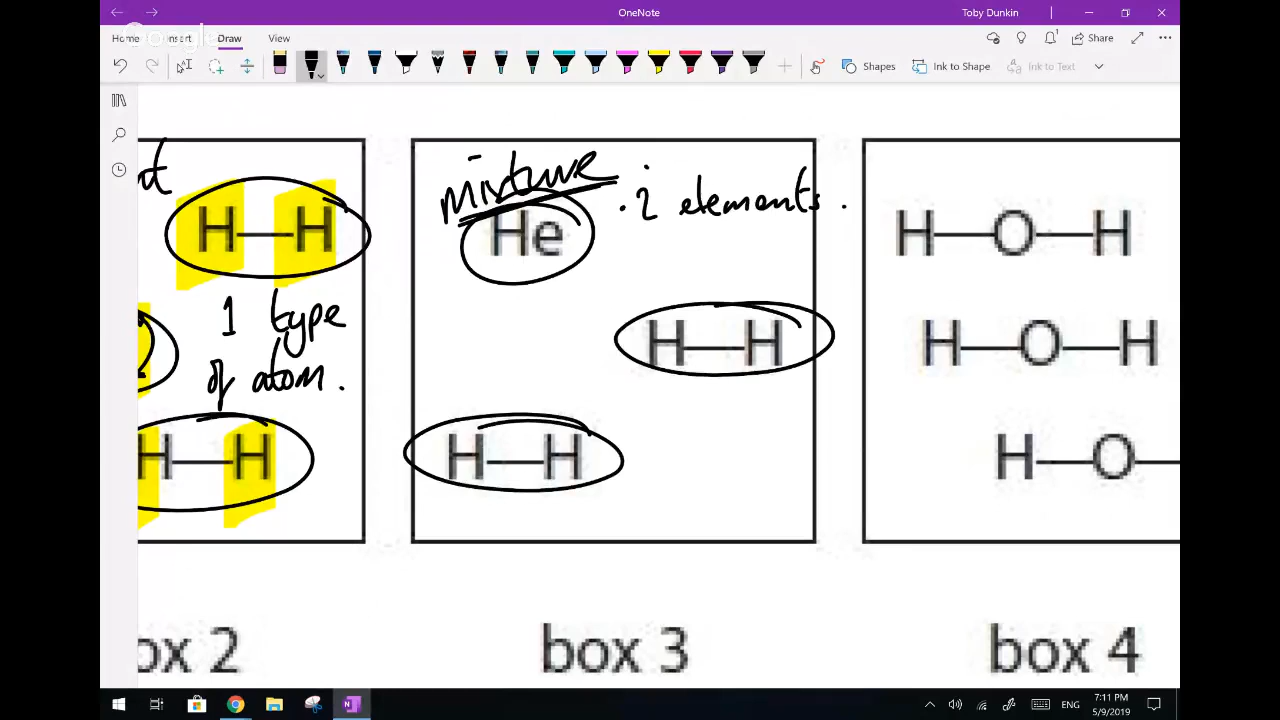 OneNote
Toby Dunkin
Google
Home Insert Draw View
Share
Shapes Ink to Shape Ink to Text
H—H
1 type
of atom.
H—H
mixture
. 2 elements.
He
H—H
H—H
H—O—H
H—O—H
H—O—
ox 2
box 3
box 4
ENG
7:11 PM
5/9/2019